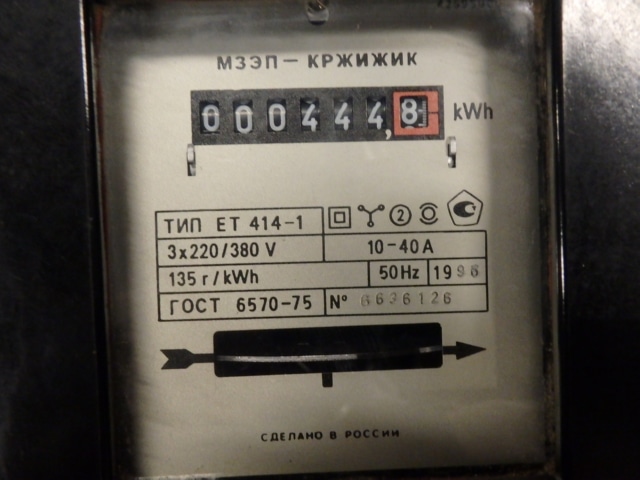 МЗЭП — КРЖИЖИК
000444,8 kWh
ТИП ЕТ 414-1
2
3x220/380 V 10-40 A
135 r/kWh 50Hz 1996
ГОСТ 6570-75 № 6636126
СДЕЛАНО В РОССИИ